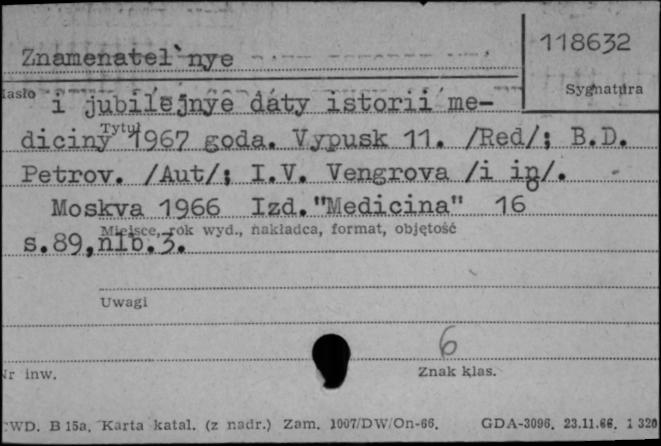 118632
Znamenatel`nye
Sygnatura
asło
i jubilejnye daty istorii me-
Tytuł
diciny 1967 goda. Vypusk 11. /Red/; B.D.
Petrov. /Aut/; I.V. Vengrova /i in/.
Moskva 1966 Izd."Medicina" 16°
Miejsce, rok wyd., nakładca, format, objętość
s.89,nlb.3.
Uwagi
6
Nr inw.
Znak klas.
CWD. B 15a. Karta katal. (z nadr.) Zam. 1007/DW/On-66. GDA-3096. 23.11.66. 1 320